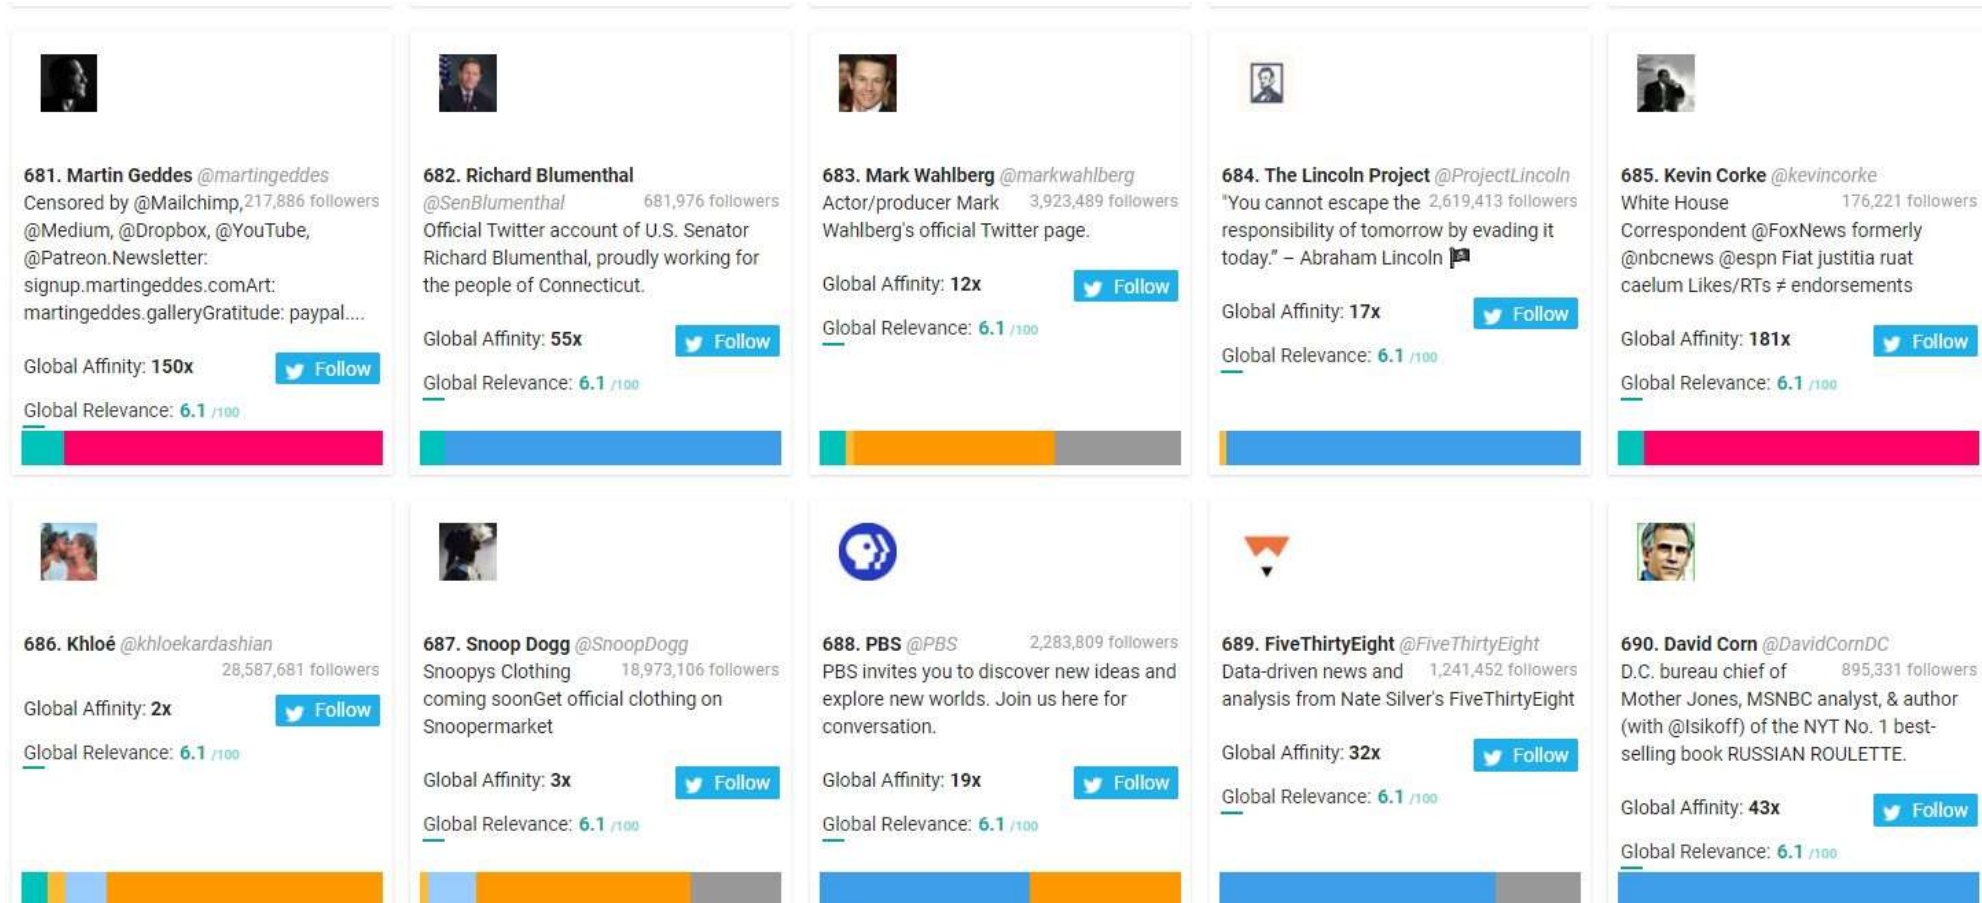 681. Martin Geddes @martingeddes
Censored by @Mailchimp, 217,886 followers
@Medium, @Dropbox, @YouTube,
@Patreon.Newsletter:
signup.martingeddes.comArt:
martingeddes.galleryGratitude: paypal....
Global Affinity: 150x
Follow
Global Relevance: 6.1 /100
682. Richard Blumenthal
@SenBlumenthal 681,976 followers
Official Twitter account of U.S. Senator
Richard Blumenthal, proudly working for
the people of Connecticut.
Global Affinity: 55x
Follow
Global Relevance: 6.1 /100
683. Mark Wahlberg @markwahlberg
Actor/producer Mark 3,923,489 followers
Wahlberg's official Twitter page.
Global Affinity: 12x
Follow
Global Relevance: 6.1 /100
684. The Lincoln Project @ProjectLincoln
"You cannot escape the 2,619,413 followers
responsibility of tomorrow by evading it
today." – Abraham Lincoln
Global Affinity: 17x
Follow
Global Relevance: 6.1 /100
685. Kevin Corke @kevincorke
White House 176,221 followers
Correspondent @FoxNews formerly
@nbcnews @espn Fiat justitia ruat
caelum Likes/RTs ≠ endorsements
Global Affinity: 181x
Follow
Global Relevance: 6.1 /100
686. Khloé @khloekardashian
28,587,681 followers
Global Affinity: 2x
Follow
Global Relevance: 6.1 /100
687. Snoop Dogg @SnoopDogg
Snoopys Clothing 18,973,106 followers
coming soonGet official clothing on
Snoopermarket
Global Affinity: 3x
Follow
Global Relevance: 6.1 /100
688. PBS @PBS 2,283,809 followers
PBS invites you to discover new ideas and
explore new worlds. Join us here for
conversation.
Global Affinity: 19x
Follow
Global Relevance: 6.1 /100
689. FiveThirtyEight @FiveThirtyEight
Data-driven news and 1,241,452 followers
analysis from Nate Silver's FiveThirtyEight
Global Affinity: 32x
Follow
Global Relevance: 6.1 /100
690. David Corn @DavidCornDC
D.C. bureau chief of 895,331 followers
Mother Jones, MSNBC analyst, & author
(with @Isikoff) of the NYT No. 1 best-
selling book RUSSIAN ROULETTE.
Global Affinity: 43x
Follow
Global Relevance: 6.1 /100